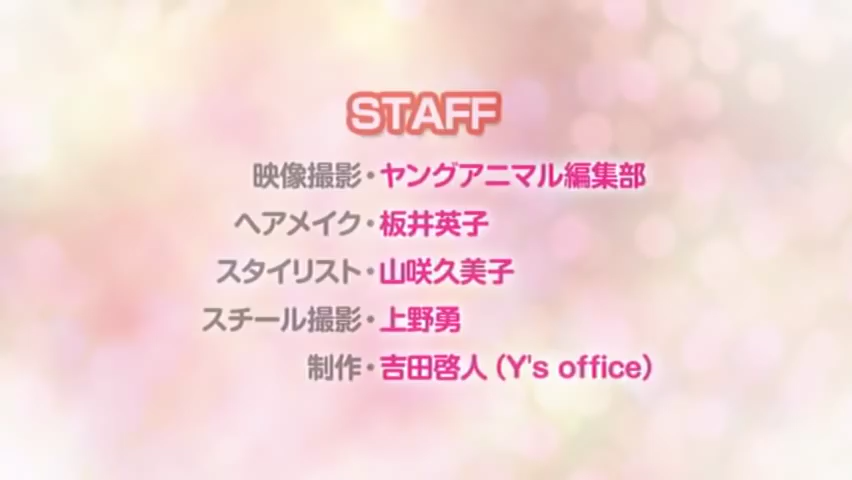 STAFF
映像撮影・ヤングアニマル編集部
ヘアメイク・板井英子
スタイリスト・山咲久美子
スチール撮影・上野勇
制作・吉田啓人（Y's office）